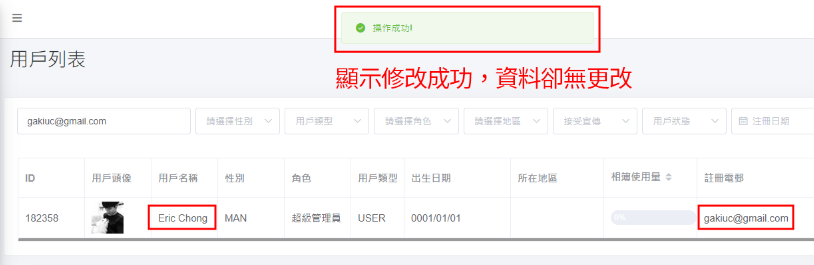 操作成功!
用戶列表
顯示修改成功，資料卻無更改
gakiuc@gmail.com 請選擇性別 用戶類型 請選擇角色 請選擇地區 接受宣傳 用戶狀態 注冊日期
ID 用戶頭像 用戶名稱 性別 角色 用戶類型 出生日期 所在地區 相簿使用量 註冊電郵
182358 Eric Chong MAN 超級管理員 USER 0001/01/01 0% gakiuc@gmail.com